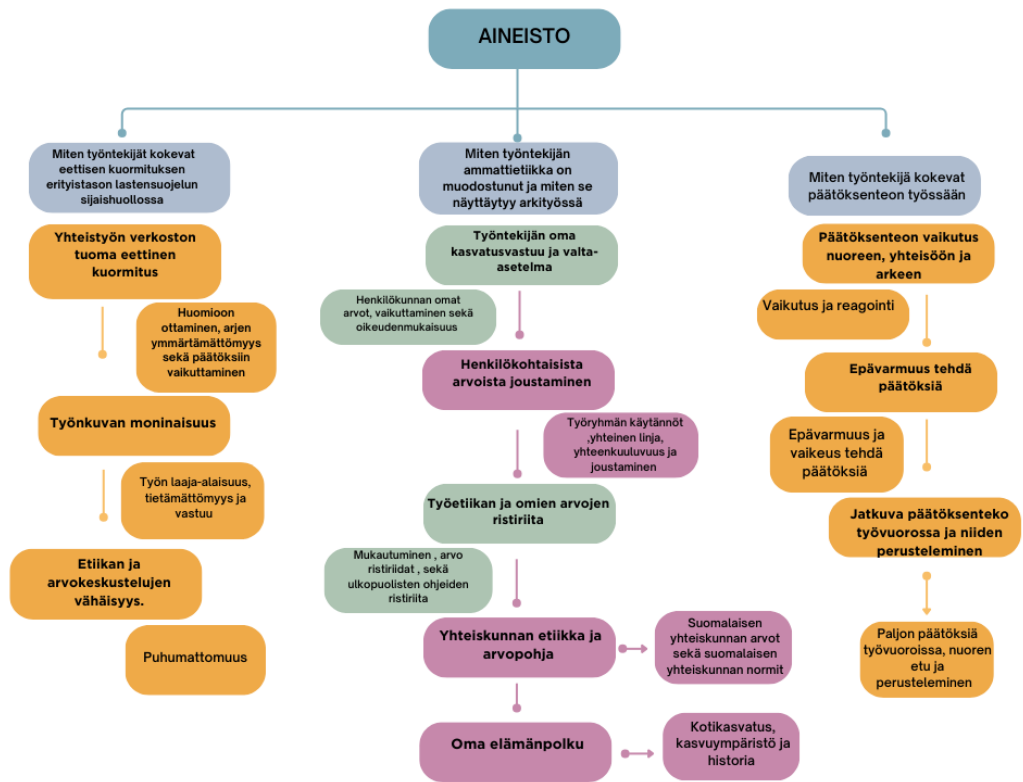 AINEISTO
Miten työntekijät kokevat
eettisen kuormituksen
erityistason lastensuojelun
sijaishuollossa
Yhteistyön verkoston
tuoma eettinen
kuormitus
Huomioon
ottaminen, arjen
ymmärtämättömyys
sekä päätöksiin
vaikuttaminen
Työnkuvan moninaisuus
Työn laaja-alaisuus,
tietämättömyys ja
vastuu
Etiikan ja
arvokeskustelujen
vähäisyys.
Puhumattomuus
Miten työntekijän
ammattietiikka on
muodostunut ja miten se
näyttäytyy arkityössä
Työntekijän oma
kasvatusvastuu ja valta-
asetelma
Henkilökunnan omat
arvot, vaikuttaminen sekä
oikeudenmukaisuus
Henkilökohtaisista
arvoista joustaminen
Työryhmän käytännöt
,yhteinen linja,
yhteenkuuluvuus ja
joustaminen
Työetiikan ja omien arvojen
ristiriita
Mukautuminen , arvo
ristiriidat , sekä
ulkopuolisten ohjeiden
ristiriita
Yhteiskunnan etiikka ja
arvopohja
Suomalaisen
yhteiskunnan arvot
sekä suomalaisen
yhteiskunnan normit
Oma elämänpolku
Kotikasvatus,
kasvuympäristö ja
historia
Miten työntekijä kokevat
päätöksenteon työssään
Päätöksenteon vaikutus
nuoreen, yhteisöön ja
arkeen
Vaikutus ja reagointi
Epävarmuus tehdä
päätöksiä
Epävarmuus ja
vaikeus tehdä
päätöksiä
Jatkuva päätöksenteko
työvuorossa ja niiden
perusteleminen
Paljon päätöksiä
työvuoroissa, nuoren
etu ja
perusteleminen